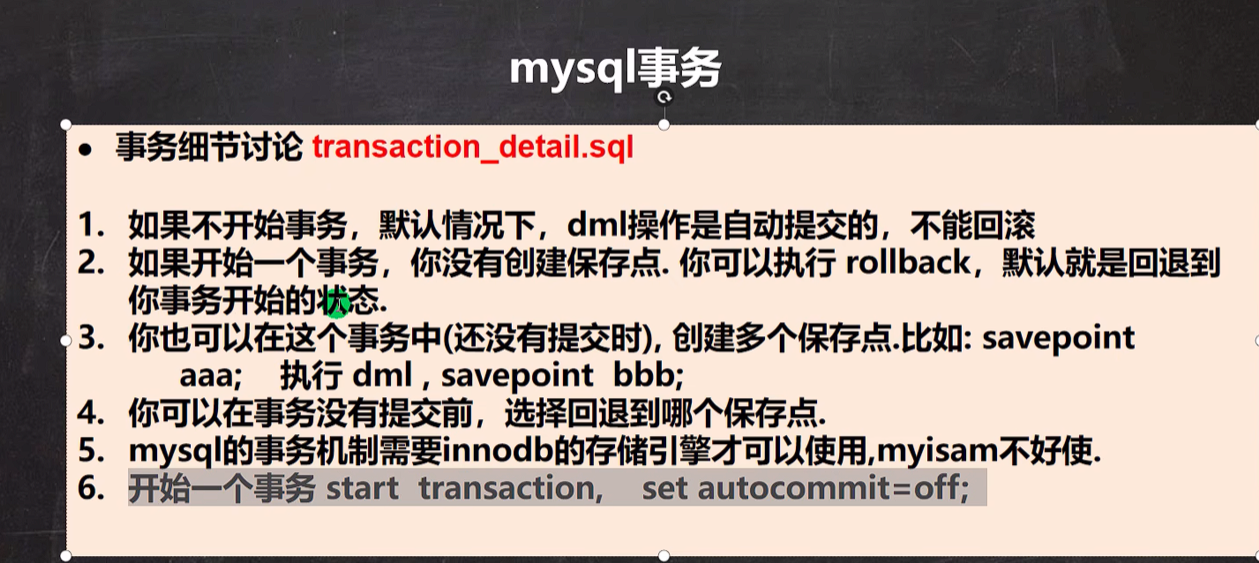 mysql事务
● 事务细节讨论 transaction_detail.sql
1. 如果不开始事务，默认情况下，dml操作是自动提交的，不能回滚
2. 如果开始一个事务，你没有创建保存点. 你可以执行 rollback，默认就是回退到
你事务开始的状态.
3. 你也可以在这个事务中(还没有提交时), 创建多个保存点.比如: savepoint
aaa; 执行 dml , savepoint bbb;
4. 你可以在事务没有提交前，选择回退到哪个保存点.
5. mysql的事务机制需要innodb的存储引擎才可以使用,myisam不好使.
6. 开始一个事务 start transaction, set autocommit=off;